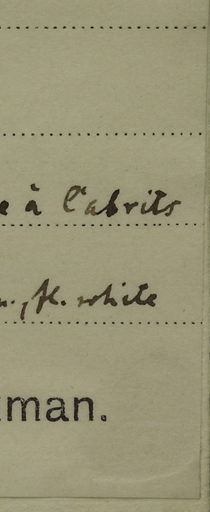 e à l'abrits
., fl. white
man.